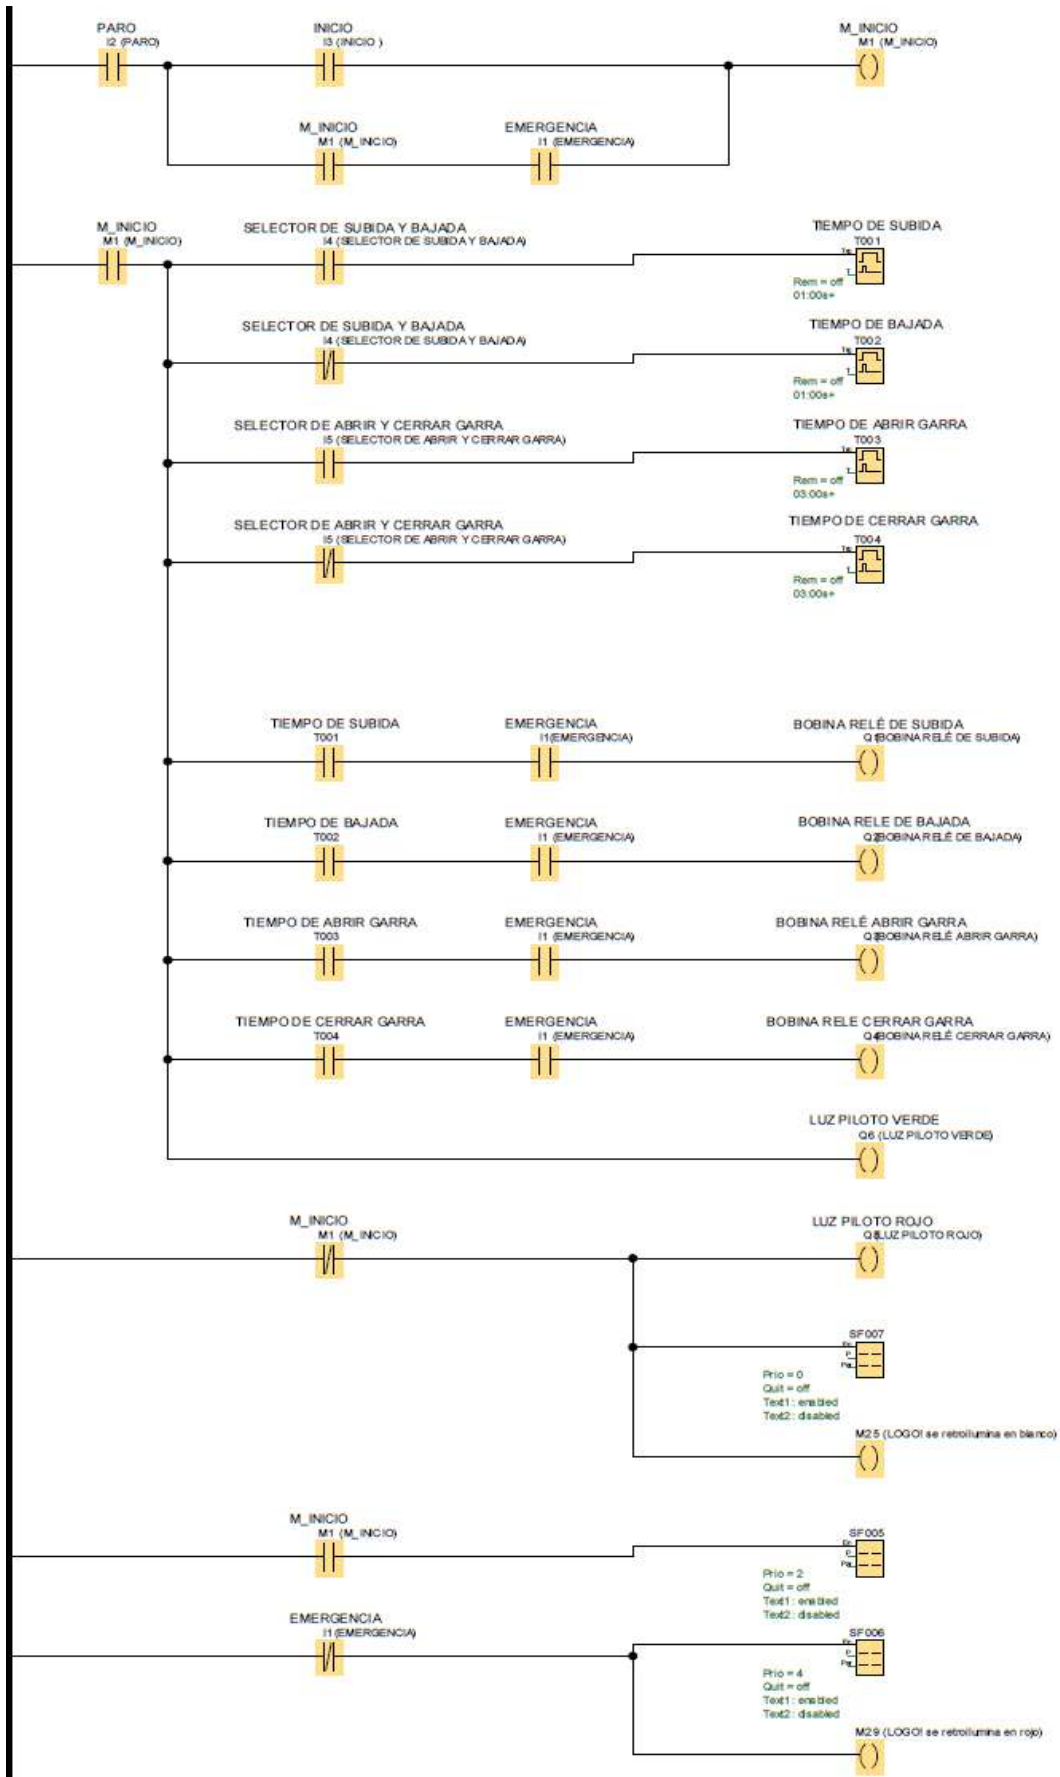 PARO
I2 (PARO)
INICIO
I3 (INICIO )
M_INICIO
M1 (M_INICIO)
M_INICIO
M1 (M_INICIO)
EMERGENCIA
I1 (EMERGENCIA)
M_INICIO
M1 (M_INICIO)
SELECTOR DE SUBIDA Y BAJADA
I4 (SELECTOR DE SUBIDA Y BAJADA)
TIEMPO DE SUBIDA
T001
Rem = off
01:00s+
SELECTOR DE SUBIDA Y BAJADA
I4 (SELECTOR DE SUBIDA Y BAJADA)
TIEMPO DE BAJADA
T002
Rem = off
01:00s+
SELECTOR DE ABRIR Y CERRAR GARRA
I5 (SELECTOR DE ABRIR Y CERRAR GARRA)
TIEMPO DE ABRIR GARRA
T003
Rem = off
03:00s+
SELECTOR DE ABRIR Y CERRAR GARRA
I5 (SELECTOR DE ABRIR Y CERRAR GARRA)
TIEMPO DE CERRAR GARRA
T004
Rem = off
03:00s+
TIEMPO DE SUBIDA
T001
EMERGENCIA
I1(EMERGENCIA)
BOBINA RELÉ DE SUBIDA
Q1(BOBINA RELÉ DE SUBIDA)
TIEMPO DE BAJADA
T002
EMERGENCIA
I1 (EMERGENCIA)
BOBINA RELE DE BAJADA
Q2(BOBINA RELÉ DE BAJADA)
TIEMPO DE ABRIR GARRA
T003
EMERGENCIA
I1 (EMERGENCIA)
BOBINA RELÉ ABRIR GARRA
Q3(BOBINA RELÉ ABRIR GARRA)
TIEMPO DE CERRAR GARRA
T004
EMERGENCIA
I1 (EMERGENCIA)
BOBINA RELE CERRAR GARRA
Q4(BOBINA RELÉ CERRAR GARRA)
LUZ PILOTO VERDE
Q6 (LUZ PILOTO VERDE)
M_INICIO
M1 (M_INICIO)
LUZ PILOTO ROJO
Q5(LUZ PILOTO ROJO)
SF007
En
P
Par
Prio = 0
Quit = off
Text1: enabled
Text2: disabled
M25 (LOGO! se retroilumina en blanco)
M_INICIO
M1 (M_INICIO)
SF005
En
P
Par
Prio = 2
Quit = off
Text1: enabled
Text2: disabled
EMERGENCIA
I1(EMERGENCIA)
SF006
En
P
Par
Prio = 4
Quit = off
Text1: enabled
Text2: disabled
M29 (LOGO! se retroilumina en rojo)